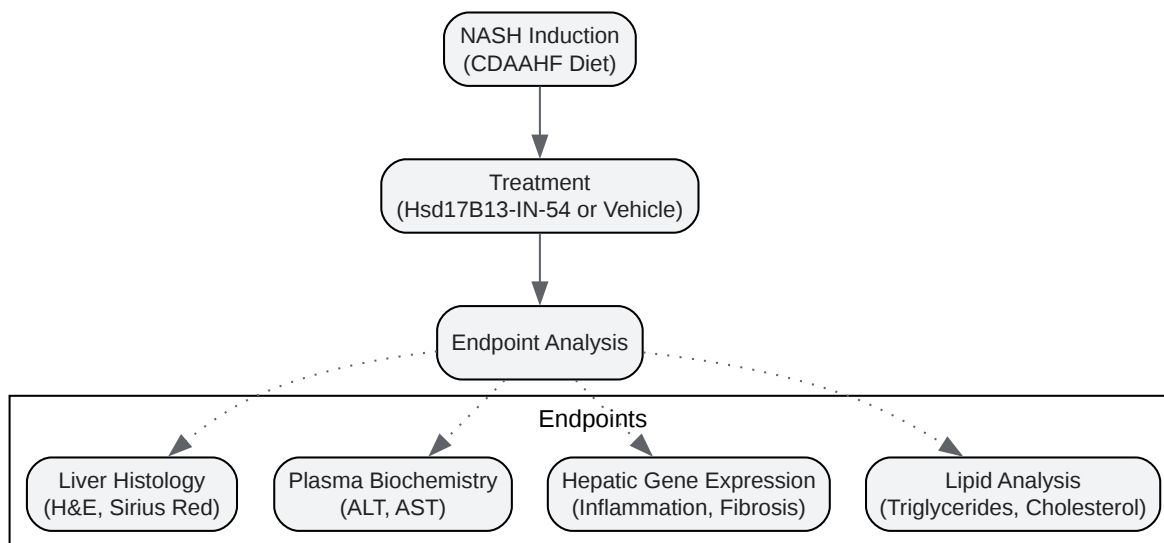 NASH Induction
(CDAAHF Diet)
Treatment
(Hsd17B13-IN-54 or Vehicle)
Endpoint Analysis
Endpoints
Liver Histology
(H&E, Sirius Red)
Plasma Biochemistry
(ALT, AST)
Hepatic Gene Expression
(Inflammation, Fibrosis)
Lipid Analysis
(Triglycerides, Cholesterol)